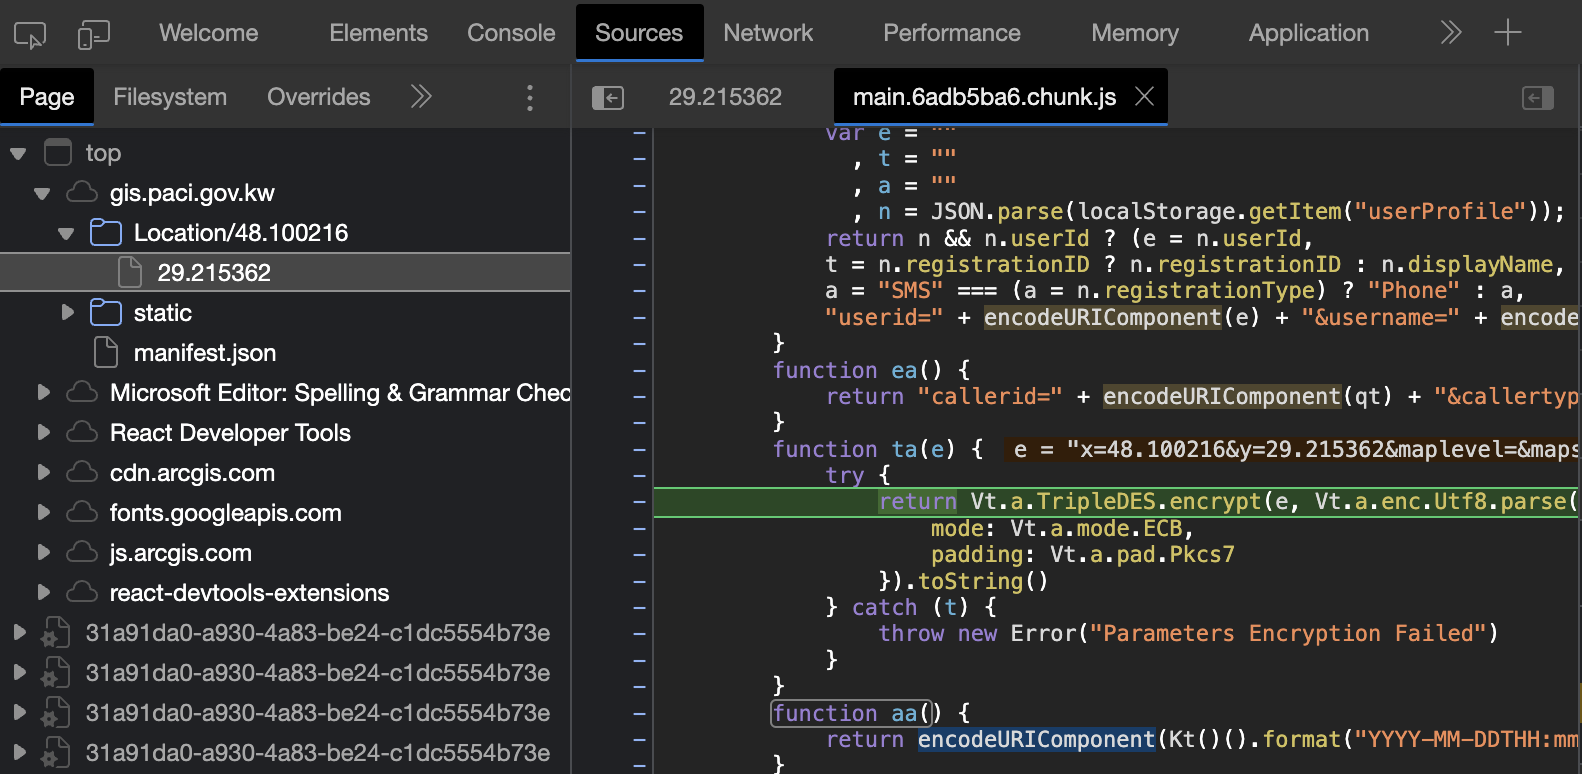 Welcome Elements Console Sources Network Performance Memory Application
Page Filesystem Overrides
29.215362 main.6adb5ba6.chunk.js
top
gis.paci.gov.kw
Location/48.100216
29.215362
static
manifest.json
Microsoft Editor: Spelling & Grammar Chec
React Developer Tools
cdn.arcgis.com
fonts.googleapis.com
js.arcgis.com
react-devtools-extensions
31a91da0-a930-4a83-be24-c1dc5554b73e
31a91da0-a930-4a83-be24-c1dc5554b73e
31a91da0-a930-4a83-be24-c1dc5554b73e
31a91da0-a930-4a83-be24-c1dc5554b73e
var e = ""
, t = ""
, a = ""
, n = JSON.parse(localStorage.getItem("userProfile"));
return n && n.userId ? (e = n.userId,
t = n.registrationID ? n.registrationID : n.displayName,
a = "SMS" === (a = n.registrationType) ? "Phone" : a,
"userid=" + encodeURIComponent(e) + "&username=" + encode
}
function ea() {
return "callerid=" + encodeURIComponent(qt) + "&callertyp
}
function ta(e) { e = "x=48.100216&y=29.215362&maplevel=&maps
try {
return Vt.a.TripleDES.encrypt(e, Vt.a.enc.Utf8.parse(
mode: Vt.a.mode.ECB,
padding: Vt.a.pad.Pkcs7
}).toString()
} catch (t) {
throw new Error("Parameters Encryption Failed")
}
}
function aa() {
return encodeURIComponent(Kt()().format("YYYY-MM-DDTHH:mm
}